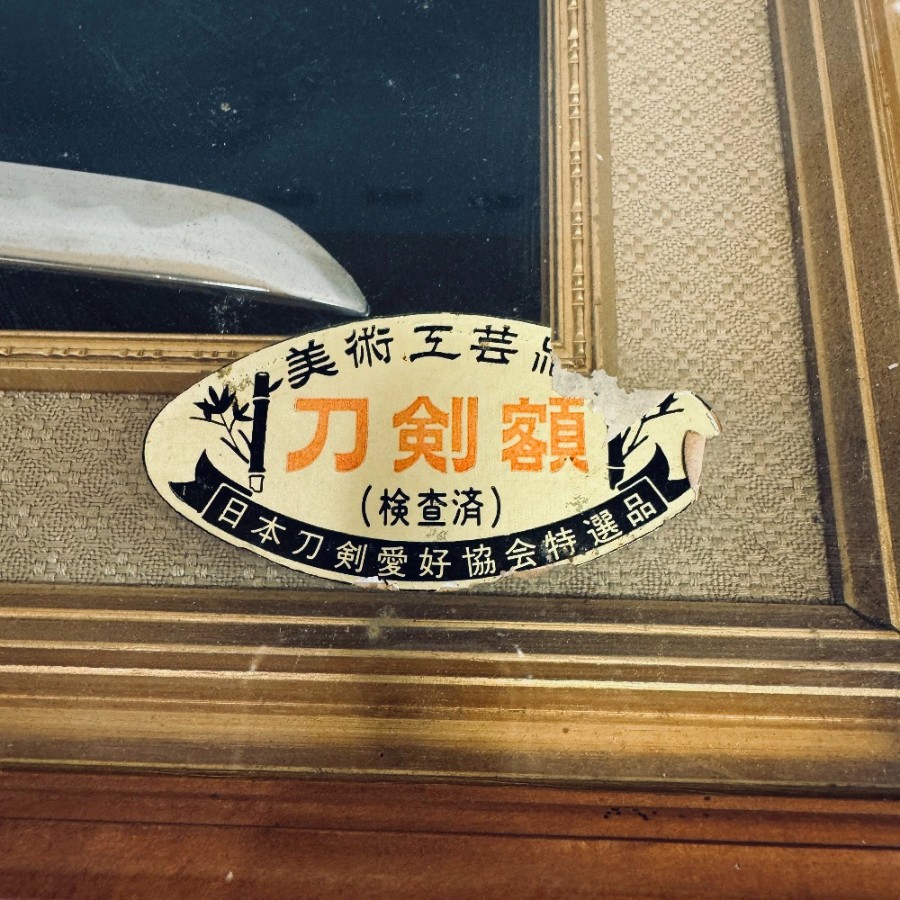 美術工芸
刀剣額
(検査済)
日本刀剣愛好協会特選品